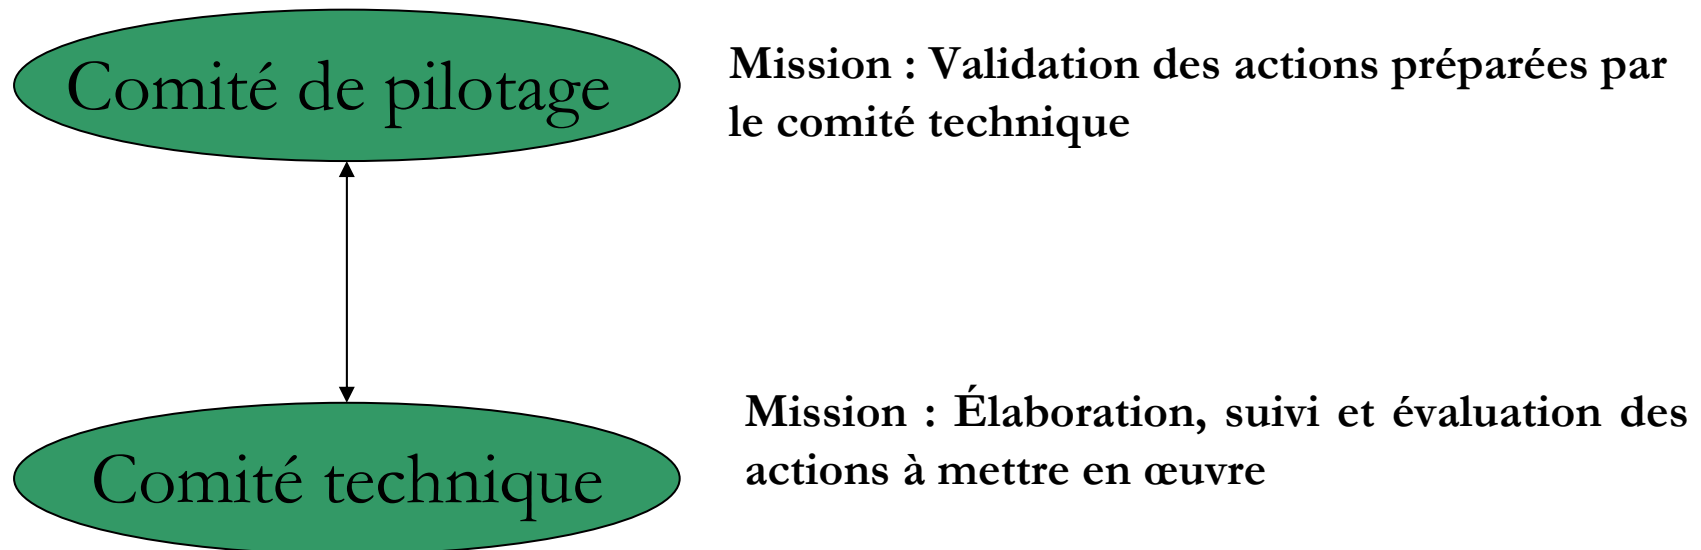 Comité de pilotage
Mission : Validation des actions préparées par
le comité technique
Mission : Élaboration, suivi et évaluation des
actions à mettre en œuvre
Comité technique